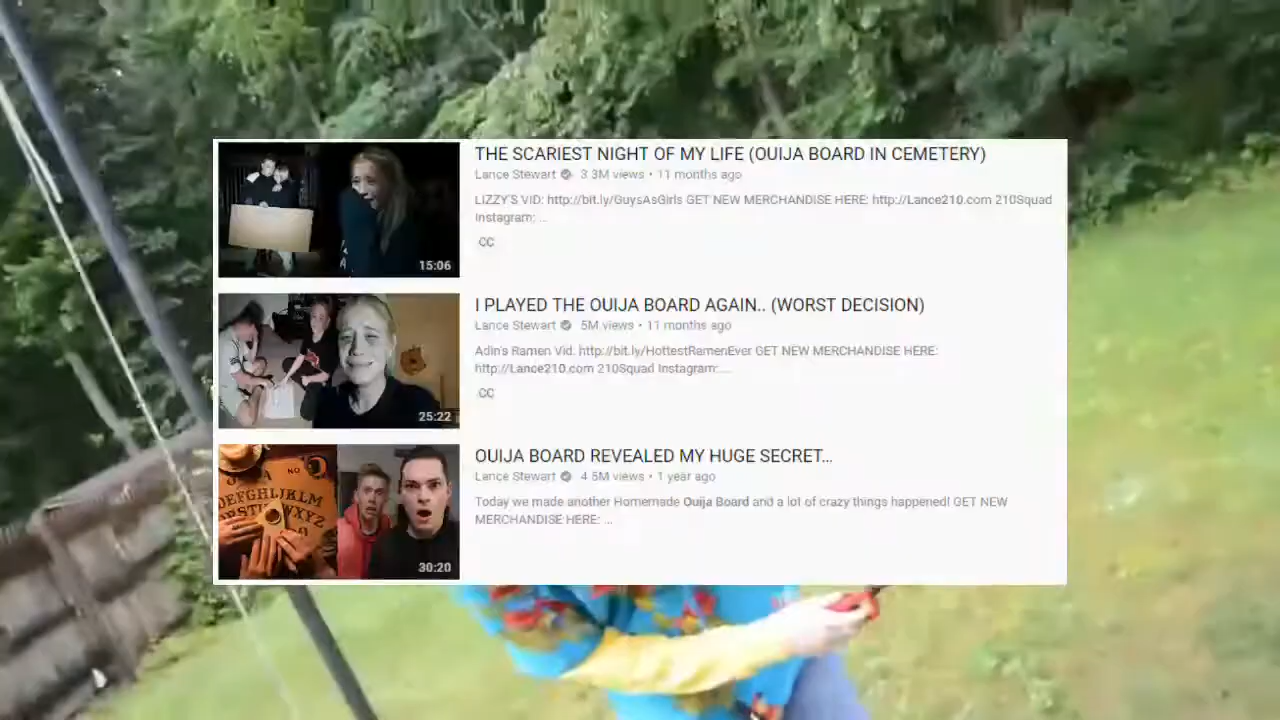 THE SCARIEST NIGHT OF MY LIFE (OUIJA BOARD IN CEMETERY)
Lance Stewart 3.3M views • 11 months ago
LIZZY'S VID: http://bit.ly/GuysAsGirls GET NEW MERCHANDISE HERE: http://Lance210.com 210Squad
Instagram: ...
CC
15:06
I PLAYED THE OUIJA BOARD AGAIN.. (WORST DECISION)
Lance Stewart 5M views • 11 months ago
Adin's Ramen Vid: http://bit.ly/HottestRamenEver GET NEW MERCHANDISE HERE:
http://Lance210.com 210Squad Instagram: ...
CC
25:22
OUIJA BOARD REVEALED MY HUGE SECRET...
Lance Stewart 4.5M views • 1 year ago
Today we made another Homemade Ouija Board and a lot of crazy things happened! GET NEW
MERCHANDISE HERE: ...
NO
DEFGHIJKLM
30:20